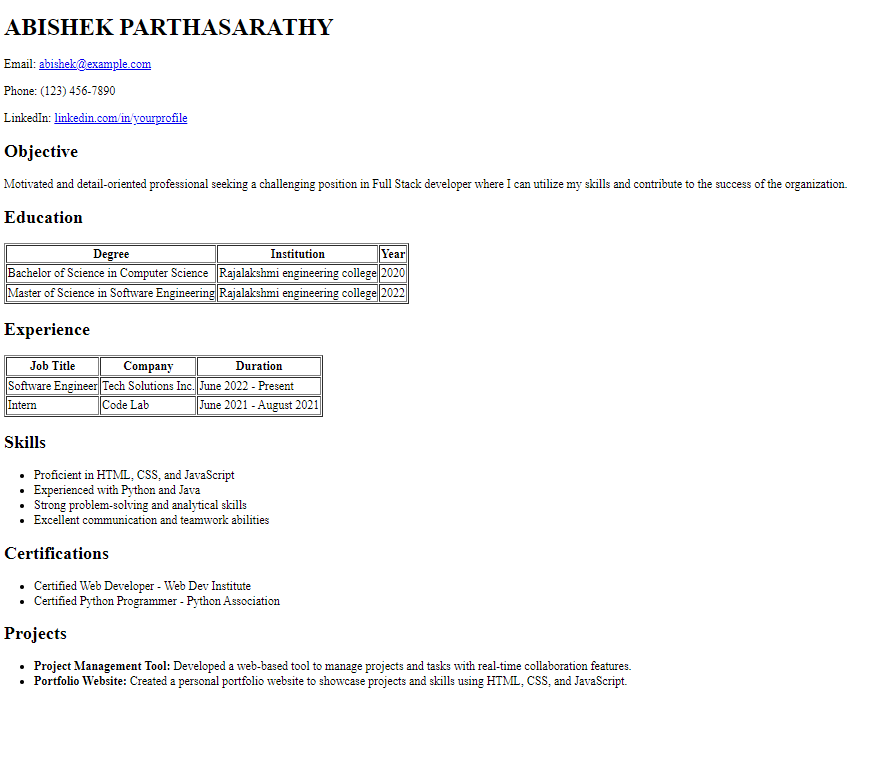 ABISHEK PARTHASARATHY
Email: abishek@example.com
Phone: (123) 456-7890
LinkedIn: linkedin.com/in/yourprofile
Objective
Motivated and detail-oriented professional seeking a challenging position in Full Stack developer where I can utilize my skills and contribute to the success of the organization.
Education
Degree Institution Year
Bachelor of Science in Computer Science Rajalakshmi engineering college 2020
Master of Science in Software Engineering Rajalakshmi engineering college 2022
Experience
Job Title Company Duration
Software Engineer Tech Solutions Inc. June 2022 - Present
Intern Code Lab June 2021 - August 2021
Skills
• Proficient in HTML, CSS, and JavaScript
• Experienced with Python and Java
• Strong problem-solving and analytical skills
• Excellent communication and teamwork abilities
Certifications
• Certified Web Developer - Web Dev Institute
• Certified Python Programmer - Python Association
Projects
• Project Management Tool: Developed a web-based tool to manage projects and tasks with real-time collaboration features.
• Portfolio Website: Created a personal portfolio website to showcase projects and skills using HTML, CSS, and JavaScript.